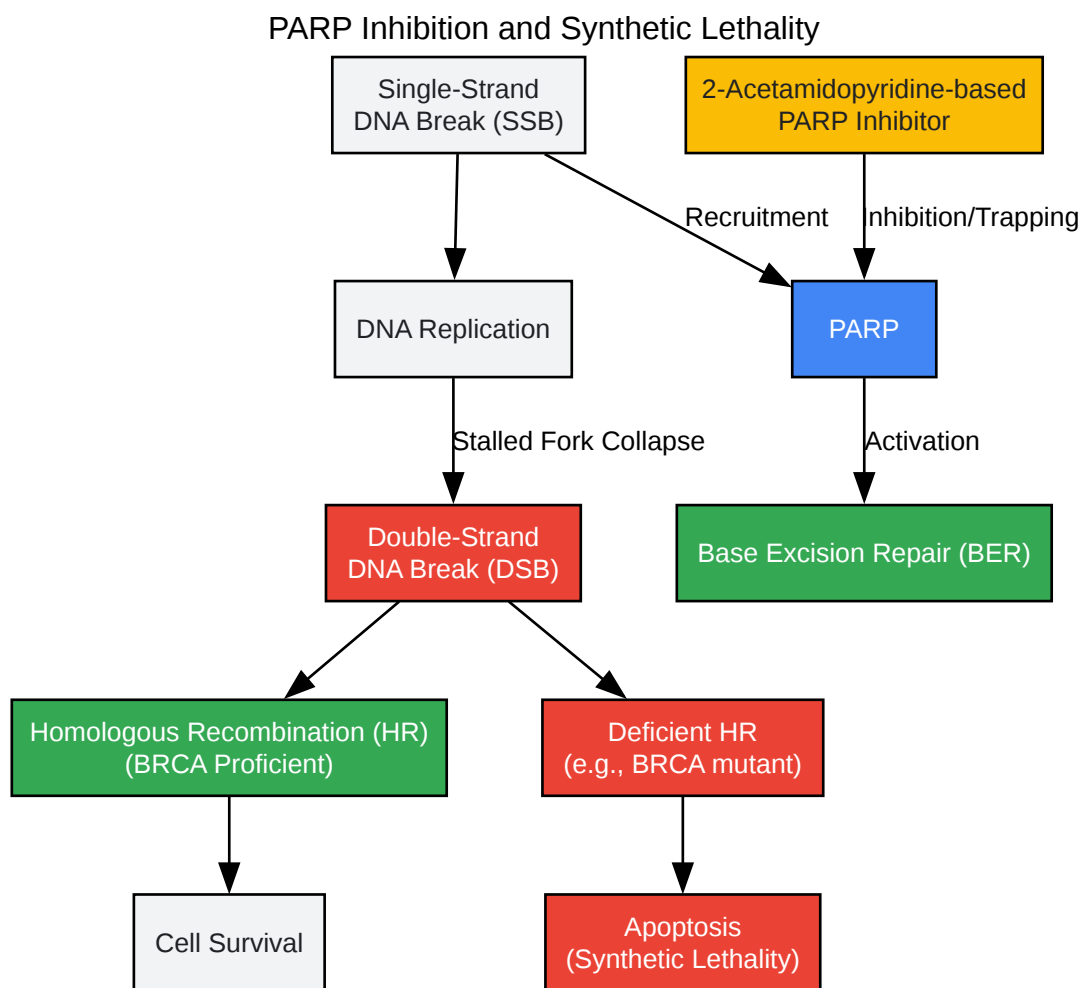 PARP Inhibition and Synthetic Lethality
Single-Strand
DNA Break (SSB)
2-Acetamidopyridine-based
PARP Inhibitor
Recruitment
Inhibition/Trapping
DNA Replication
PARP
Stalled Fork Collapse
Activation
Double-Strand
DNA Break (DSB)
Base Excision Repair (BER)
Homologous Recombination (HR)
(BRCA Proficient)
Deficient HR
(e.g., BRCA mutant)
Cell Survival
Apoptosis
(Synthetic Lethality)